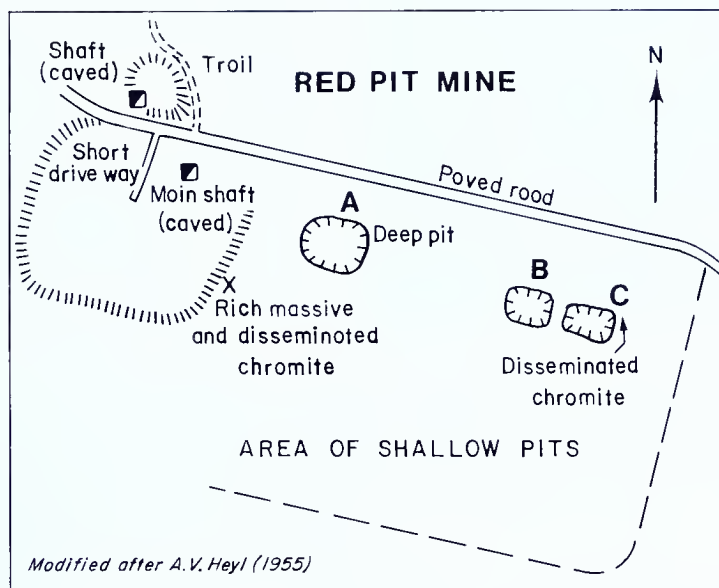 Shaft
(caved)
Troil
RED PIT MINE
N
Short
drive way
Moin shaft
(caved)
Poved rood
A
Deep pit
B
C
X
Rich massive
and disseminoted
chromite
Disseminated
chromite
AREA OF SHALLOW PITS
Modified after A.V. Heyl (1955)